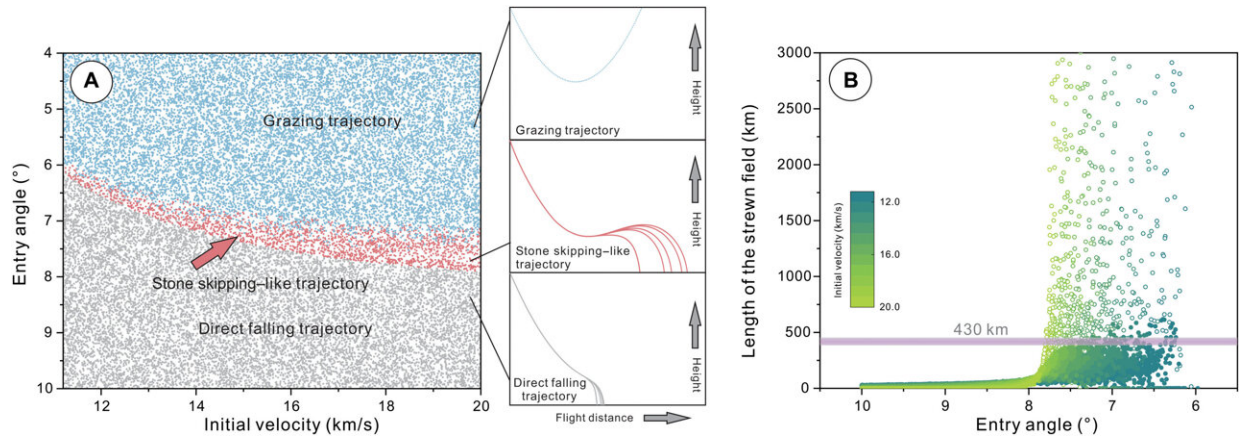 A
4
5
6
7
8
9
10
Entry angle (°)
12
14
16
18
20
Initial velocity (km/s)
Grazing trajectory
Stone skipping–like trajectory
Direct falling trajectory
Height
Grazing trajectory
Height
Stone skipping–like
trajectory
Height
Direct falling
trajectory
Flight distance
B
3000
2500
2000
1500
1000
500
0
Length of the strewn field (km)
Initial velocity (km/s)
12.0
16.0
20.0
430 km
10
9
8
7
6
Entry angle (°)